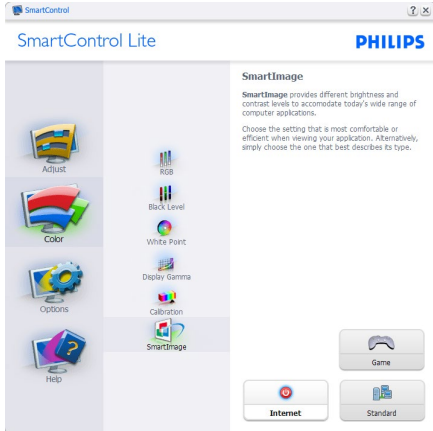 SmartControl
? X
SmartControl Lite
PHILIPS
Adjust
Color
Options
Help
RGB
Black Level
White Point
Display Gamma
Calibration
SmartImage
SmartImage
SmartImage provides different brightness and
contrast levels to accomodate today's wide range of
computer applications.
Choose the setting that is most comfortable or
efficient when viewing your application. Alternatively,
simply choose the one that best describes its type.
Game
Internet
Standard